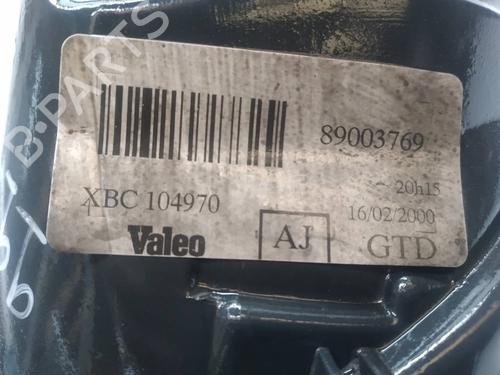 B-PARTS
89003769
20h15
XBC 104970
16/02/2000
Valeo
AJ
GTD